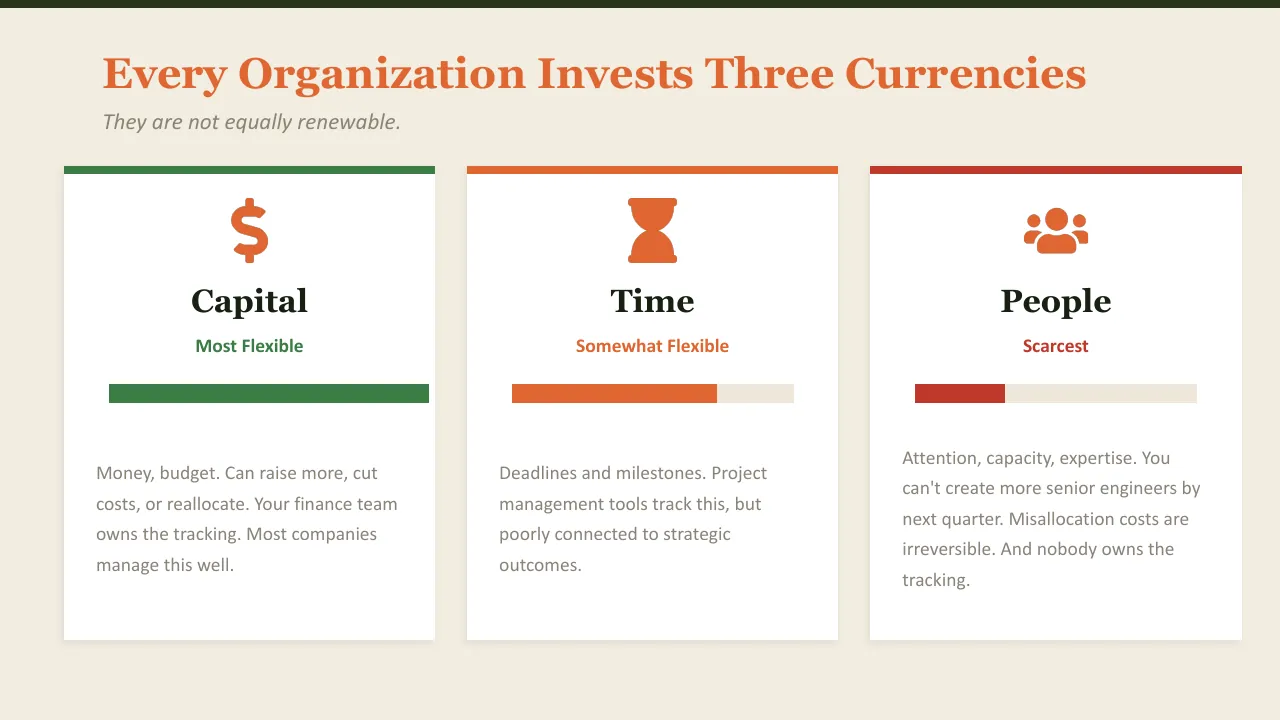 Every Organization Invests Three Currencies
They are not equally renewable.
Capital
Most Flexible
Money, budget. Can raise more, cut
costs, or reallocate. Your finance team
owns the tracking. Most companies
manage this well.
Time
Somewhat Flexible
Deadlines and milestones. Project
management tools track this, but
poorly connected to strategic
outcomes.
People
Scarcest
Attention, capacity, expertise. You
can't create more senior engineers by
next quarter. Misallocation costs are
irreversible. And nobody owns the
tracking.